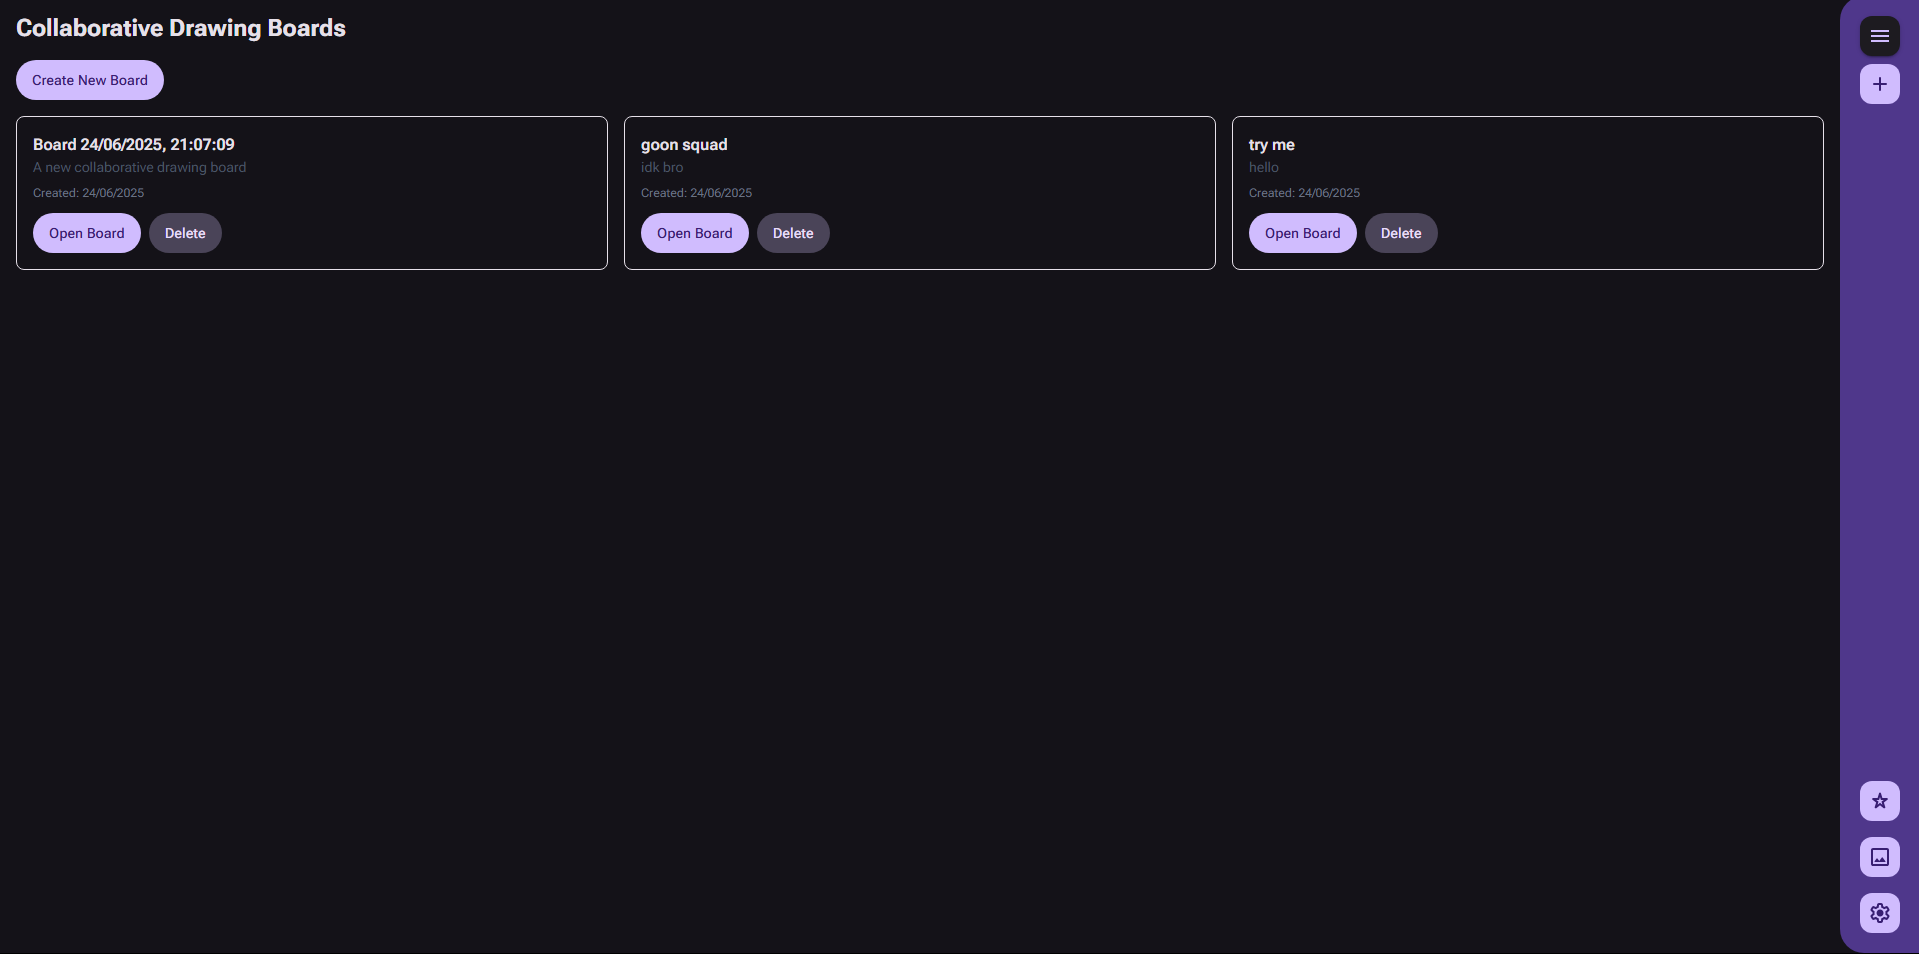 Collaborative Drawing Boards
Create New Board
Board 24/06/2025, 21:07:09
A new collaborative drawing board
Created: 24/06/2025
Open Board
Delete
goon squad
idk bro
Created: 24/06/2025
Open Board
Delete
try me
hello
Created: 24/06/2025
Open Board
Delete